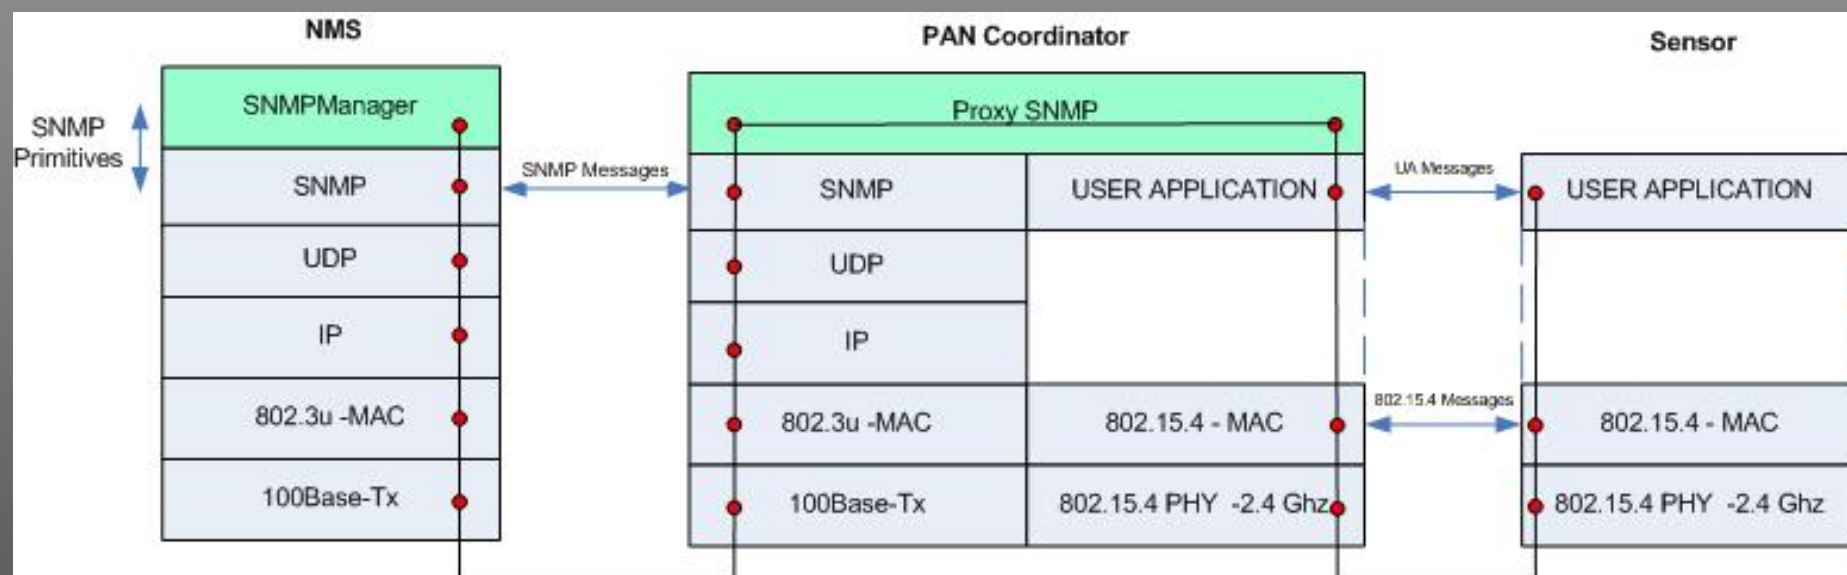 NMS
PAN Coordinator
Sensor
SNMP
Primitives
SNMPManager
SNMP
UDP
IP
802.3u -MAC
100Base-Tx
SNMP Messages
Proxy SNMP
SNMP
USER APPLICATION
UDP
IP
802.3u -MAC
802.15.4 - MAC
100Base-Tx
802.15.4 PHY -2.4 Ghz
UA Messages
802.15.4 Messages
USER APPLICATION
802.15.4 - MAC
802.15.4 PHY -2.4 Ghz